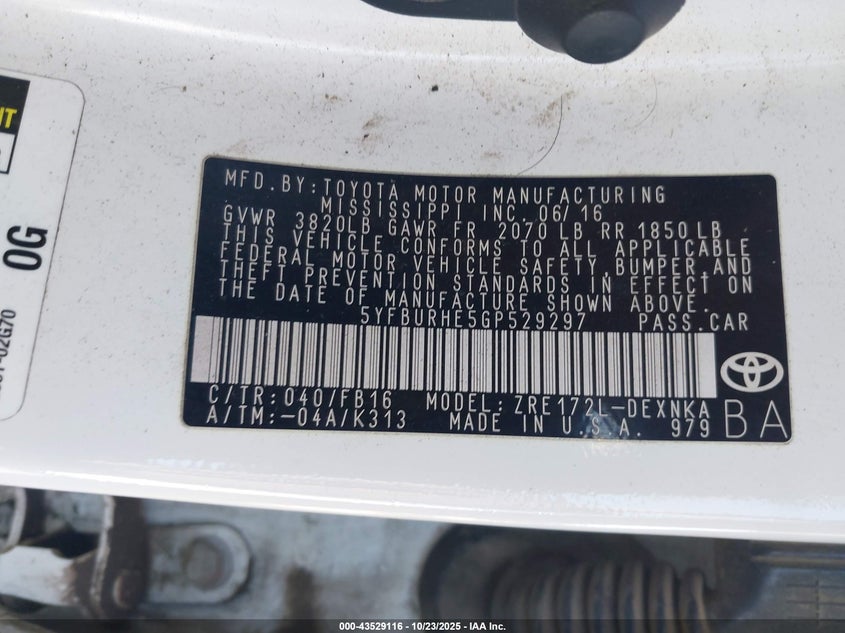 MFD. BY: TOYOTA MOTOR MANUFACTURING
MISSISSIPPI INC. 06/16
GVWR 3820LB GAWR FR 2070 LB RR 1850 LB
THIS VEHICLE CONFORMS TO ALL APPLICABLE
FEDERAL MOTOR VEHICLE SAFETY, BUMPER, AND
THEFT PREVENTION STANDARDS IN EFFECT ON
THE DATE OF MANUFACTURE SHOWN ABOVE.
5YFBURHE5GP529297 PASS. CAR
C/TR: 040/FB16 MODEL: ZRE172L-DEXNKA
A/TM: -04A/K313 MADE IN U.S.A. 979
BA
0G
000-43529116 - 10/23/2025 - IAA Inc.